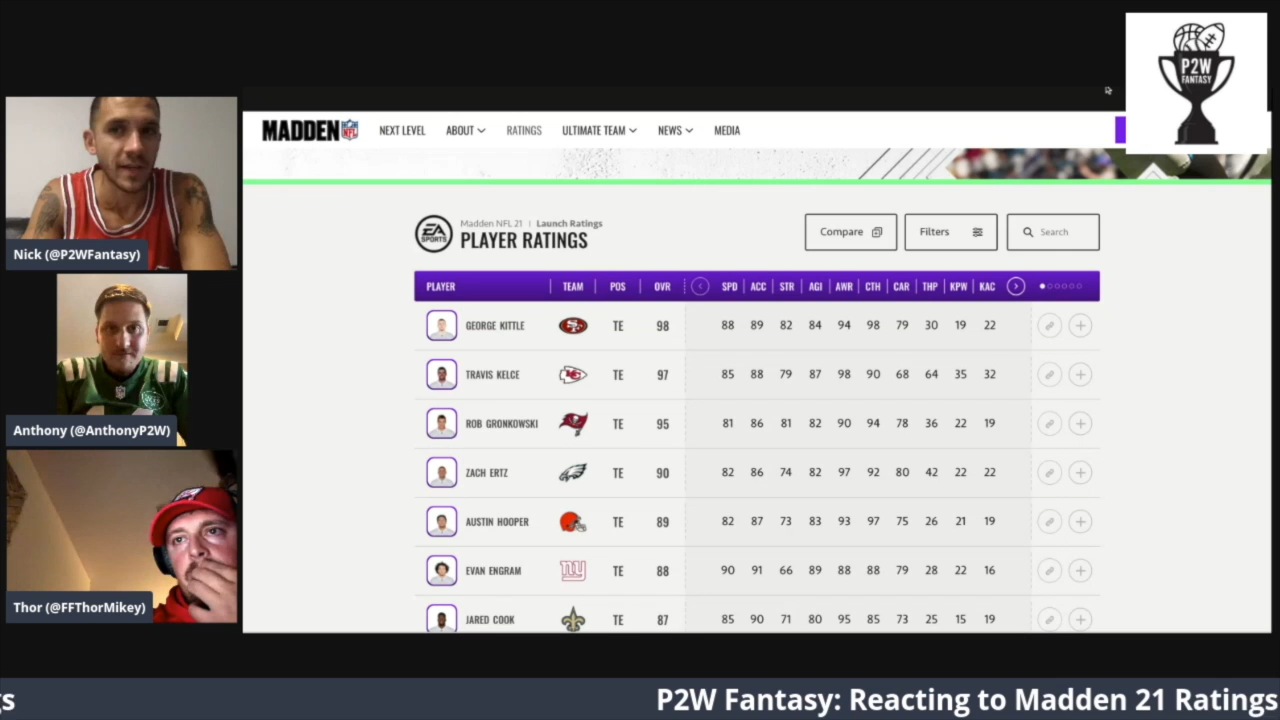 P2W
FANTASY
MADDEN NFL NEXT LEVEL ABOUT RATINGS ULTIMATE TEAM NEWS MEDIA
EA SPORTS
Madden NFL 21 | Launch Ratings
PLAYER RATINGS
Compare Filters Search
PLAYER TEAM POS OVR SPD ACC STR AGI AWR CTH CAR THP KPW KAC
GEORGE KITTLE TE 98 88 89 82 84 94 98 79 30 19 22
TRAVIS KELCE TE 97 85 88 79 87 98 90 68 64 35 32
ROB GRONKOWSKI TE 95 81 86 81 82 90 94 78 36 22 19
ZACH ERTZ TE 90 82 86 74 82 97 92 80 42 22 22
AUSTIN HOOPER TE 89 82 87 73 83 93 97 75 26 21 19
EVAN ENGRAM ny TE 88 90 91 66 89 88 88 79 28 22 16
JARED COOK TE 87 85 90 71 80 95 85 73 25 15 19
Nick (@P2WFantasy)
Anthony (@AnthonyP2W)
Thor (@FFThorMikey)
gs P2W Fantasy: Reacting to Madden 21 Ratings